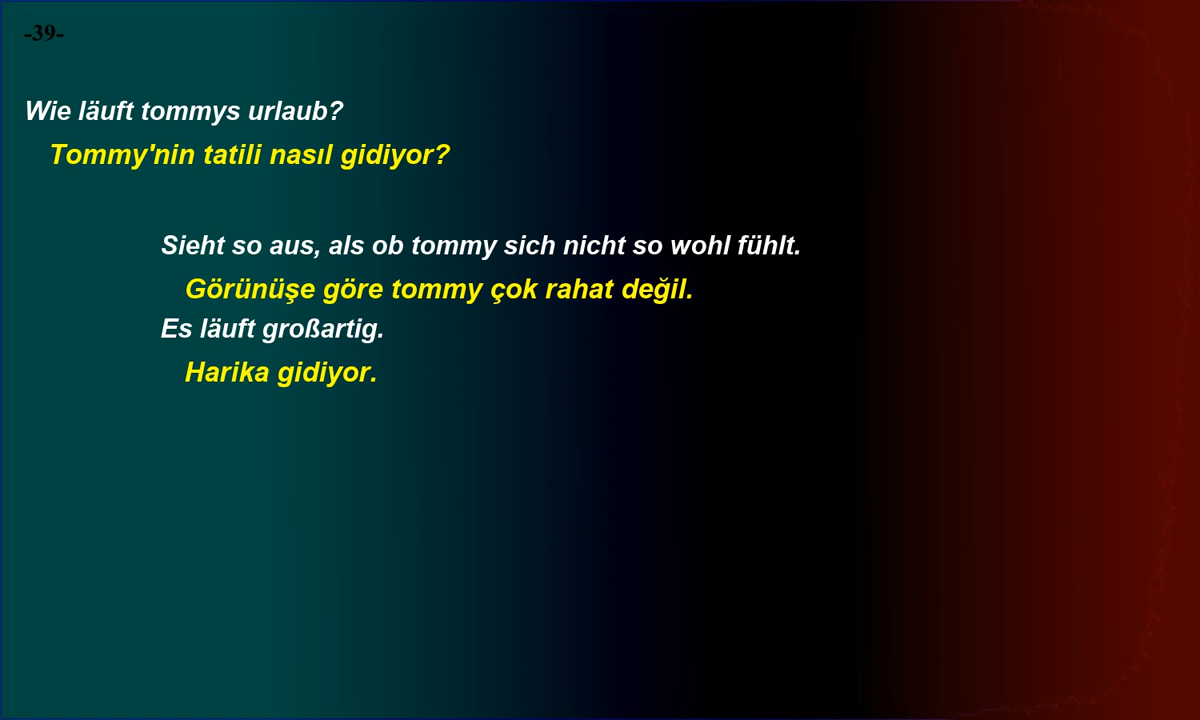 -39-
Wie läuft tommys urlaub?
Tommy'nin tatili nasıl gidiyor?
Sieht so aus, als ob tommy sich nicht so wohl fühlt.
Görünüşe göre tommy çok rahat değil.
Es läuft großartig.
Harika gidiyor.